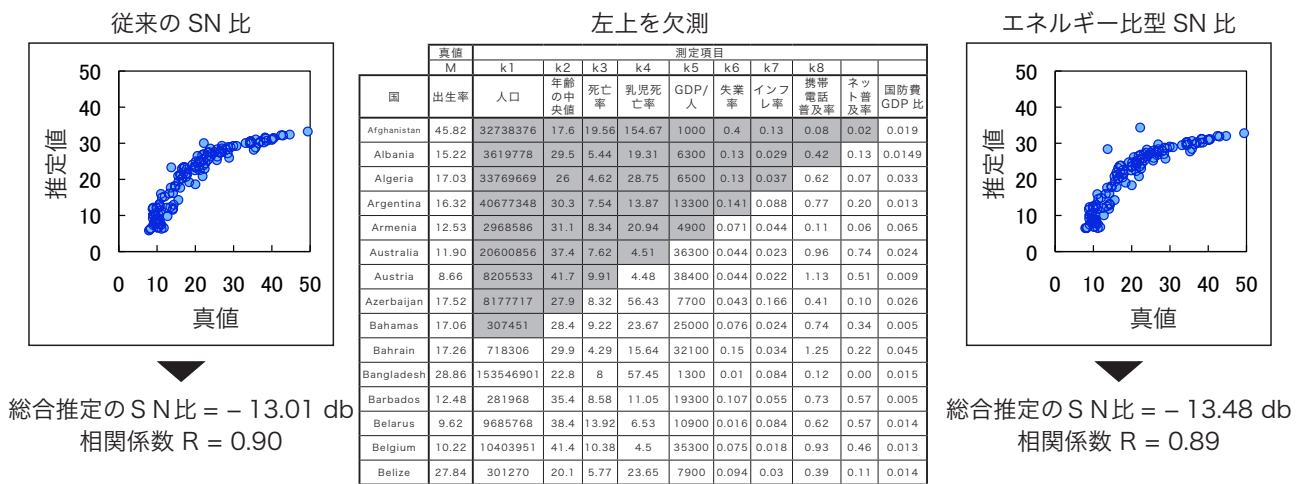 従来の SN 比
推定値
50
40
30
20
10
0
0 10 20 30 40 50
真値
総合推定のＳＮ比 = − 13.01 db
相関係数 R = 0.90
左上を欠測
真値 測定項目
M k1 k2 k3 k4 k5 k6 k7 k8
国 出生率 人口 年齢の中央値 死亡率 乳児死亡率 GDP/人 失業率 インフレ率 携帯電話普及率 ネット普及率 国防費GDP 比
Afghanistan 45.82 32738376 17.6 19.56 154.67 1000 0.4 0.13 0.08 0.02 0.019
Albania 15.22 3619778 29.5 5.44 19.31 6300 0.13 0.029 0.42 0.13 0.0149
Algeria 17.03 33769669 26 4.62 28.75 6500 0.13 0.037 0.62 0.07 0.033
Argentina 16.32 40677348 30.3 7.54 13.87 13300 0.141 0.088 0.77 0.20 0.013
Armenia 12.53 2968586 31.1 8.34 20.94 4900 0.071 0.044 0.11 0.06 0.065
Australia 11.90 20600856 37.4 7.62 4.51 36300 0.044 0.023 0.96 0.74 0.024
Austria 8.66 8205533 41.7 9.91 4.48 38400 0.044 0.022 1.13 0.51 0.009
Azerbaijan 17.52 8177717 27.9 8.32 56.43 7700 0.043 0.166 0.41 0.10 0.026
Bahamas 17.06 307451 28.4 9.22 23.67 25000 0.076 0.024 0.74 0.34 0.005
Bahrain 17.26 718306 29.9 4.29 15.64 32100 0.15 0.034 1.25 0.22 0.045
Bangladesh 28.86 153546901 22.8 8 57.45 1300 0.01 0.084 0.12 0.00 0.015
Barbados 12.48 281968 35.4 8.58 11.05 19300 0.107 0.055 0.73 0.57 0.005
Belarus 9.62 9685768 38.4 13.92 6.53 10900 0.016 0.084 0.62 0.57 0.014
Belgium 10.22 10403951 41.4 10.38 4.5 35300 0.075 0.018 0.93 0.46 0.013
Belize 27.84 301270 20.1 5.77 23.65 7900 0.094 0.03 0.39 0.11 0.014
エネルギー比型 SN 比
推定値
50
40
30
20
10
0
0 10 20 30 40 50
真値
総合推定のＳＮ比 = − 13.48 db
相関係数 R = 0.89